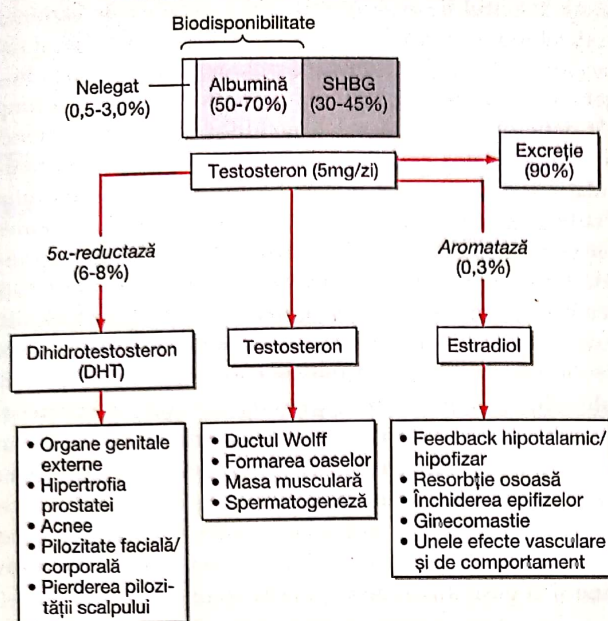 Biodisponibilitate
Nelegat
(0,5-3,0%)
Albumină
(50-70%)
SHBG
(30-45%)
Testosteron (5mg/zi)
Excreție
(90%)
5α-reductază
(6-8%)
Aromatază
(0,3%)
Dihidrotestosteron
(DHT)
Testosteron
Estradiol
• Organe genitale
externe
• Hipertrofia
prostatei
• Acnee
• Pilozitate facială/
corporală
• Pierderea pilozi-
tății scalpului
• Ductul Wolff
• Formarea oaselor
• Masa musculară
• Spermatogeneză
• Feedback hipotalamic/
hipofizar
• Resorbție osoasă
• Închiderea epifizelor
• Ginecomastie
• Unele efecte vasculare
și de comportament